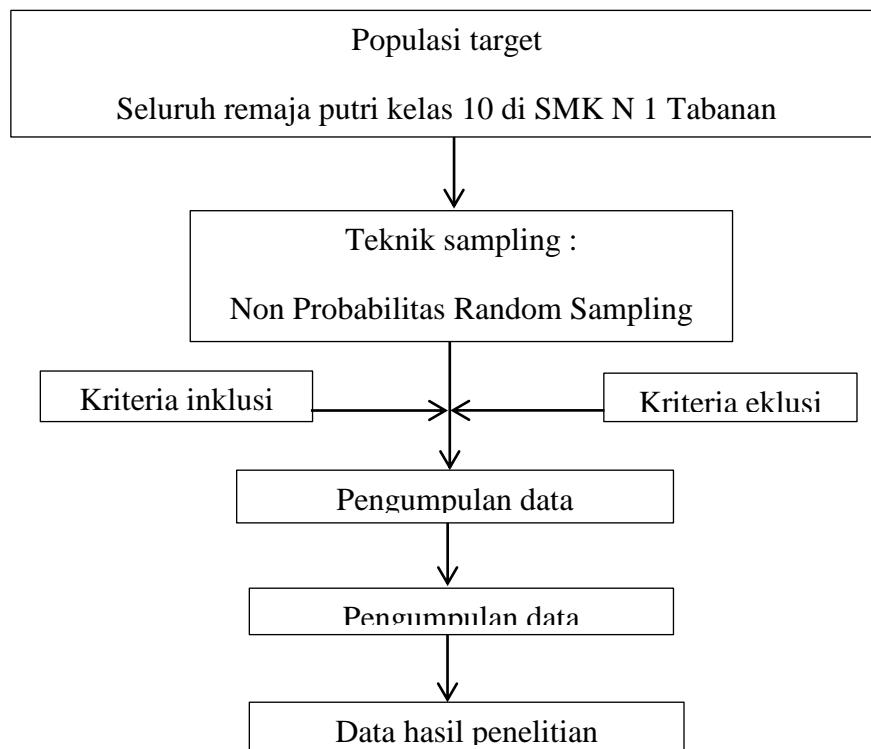 Populasi target
Seluruh remaja putri kelas 10 di SMK N 1 Tabanan
Teknik sampling :
Non Probabilitas Random Sampling
Kriteria inklusi
Kriteria eklusi
Pengumpulan data
Pengumpulan data
Data hasil penelitian